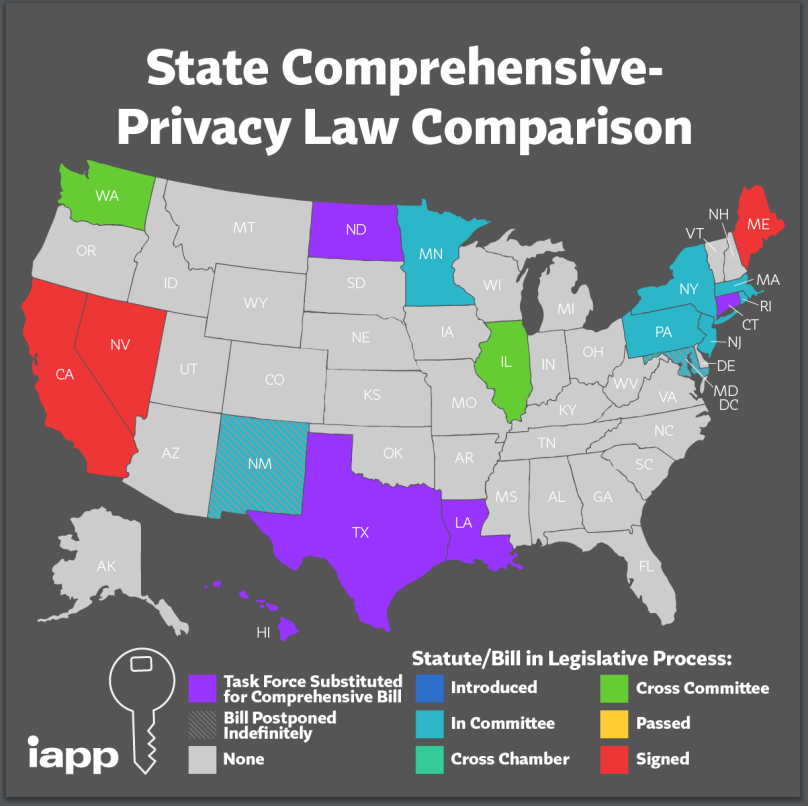 State Comprehensive-
Privacy Law Comparison
WA
OR
CA
NV
ID
MT
WY
UT
CO
AZ
NM
ND
SD
NE
KS
OK
TX
MN
IA
MO
AR
LA
WI
IL
MI
IN
OH
KY
TN
MS
AL
GA
FL
SC
NC
VA
WV
PA
NY
VT
NH
ME
MA
RI
CT
NJ
DE
MD
DC
AK
HI
Task Force Substituted
for Comprehensive Bill
Bill Postponed
Indefinitely
None
Statute/Bill in Legislative Process:
Introduced
In Committee
Cross Chamber
Cross Committee
Passed
Signed
iapp